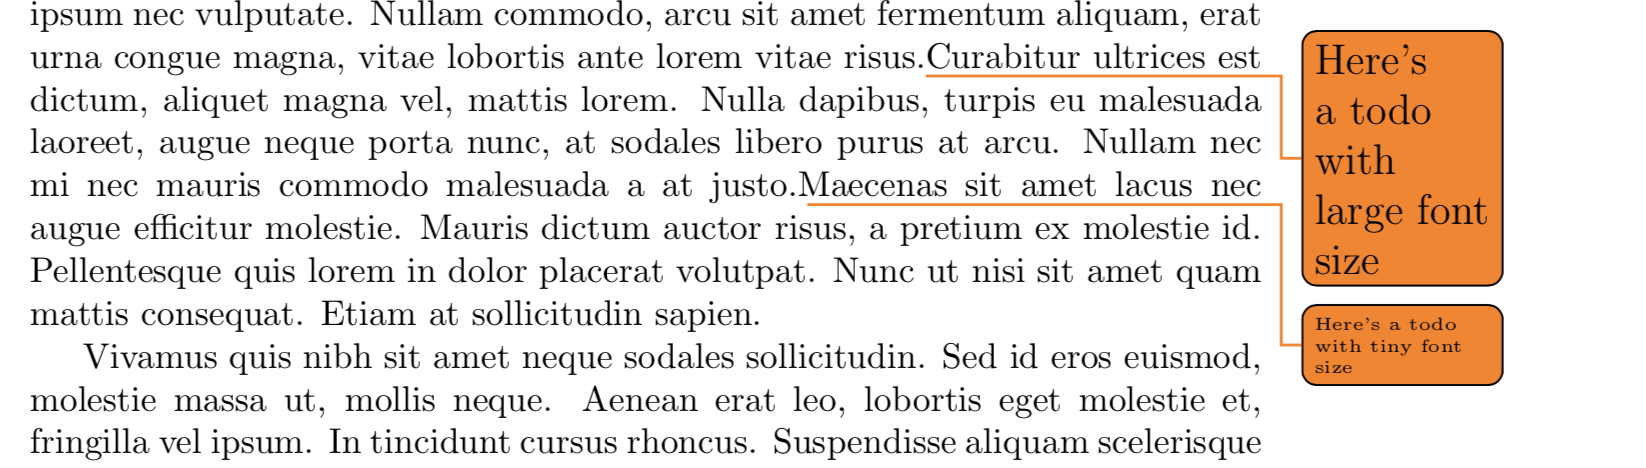 ipsum nec vulputate. Nullam commodo, arcu sit amet fermentum aliquam, erat
urna congue magna, vitae lobortis ante lorem vitae risus.Curabitur ultrices est
dictum, aliquet magna vel, mattis lorem. Nulla dapibus, turpis eu malesuada
laoreet, augue neque porta nunc, at sodales libero purus at arcu. Nullam nec
mi nec mauris commodo malesuada a at justo.Maecenas sit amet lacus nec
augue efficitur molestie. Mauris dictum auctor risus, a pretium ex molestie id.
Pellentesque quis lorem in dolor placerat volutpat. Nunc ut nisi sit amet quam
mattis consequat. Etiam at sollicitudin sapien.
Vivamus quis nibh sit amet neque sodales sollicitudin. Sed id eros euismod,
molestie massa ut, mollis neque. Aenean erat leo, lobortis eget molestie et,
fringilla vel ipsum. In tincidunt cursus rhoncus. Suspendisse aliquam scelerisque
Here's
a todo
with
large font
size
Here's a todo
with tiny font
size